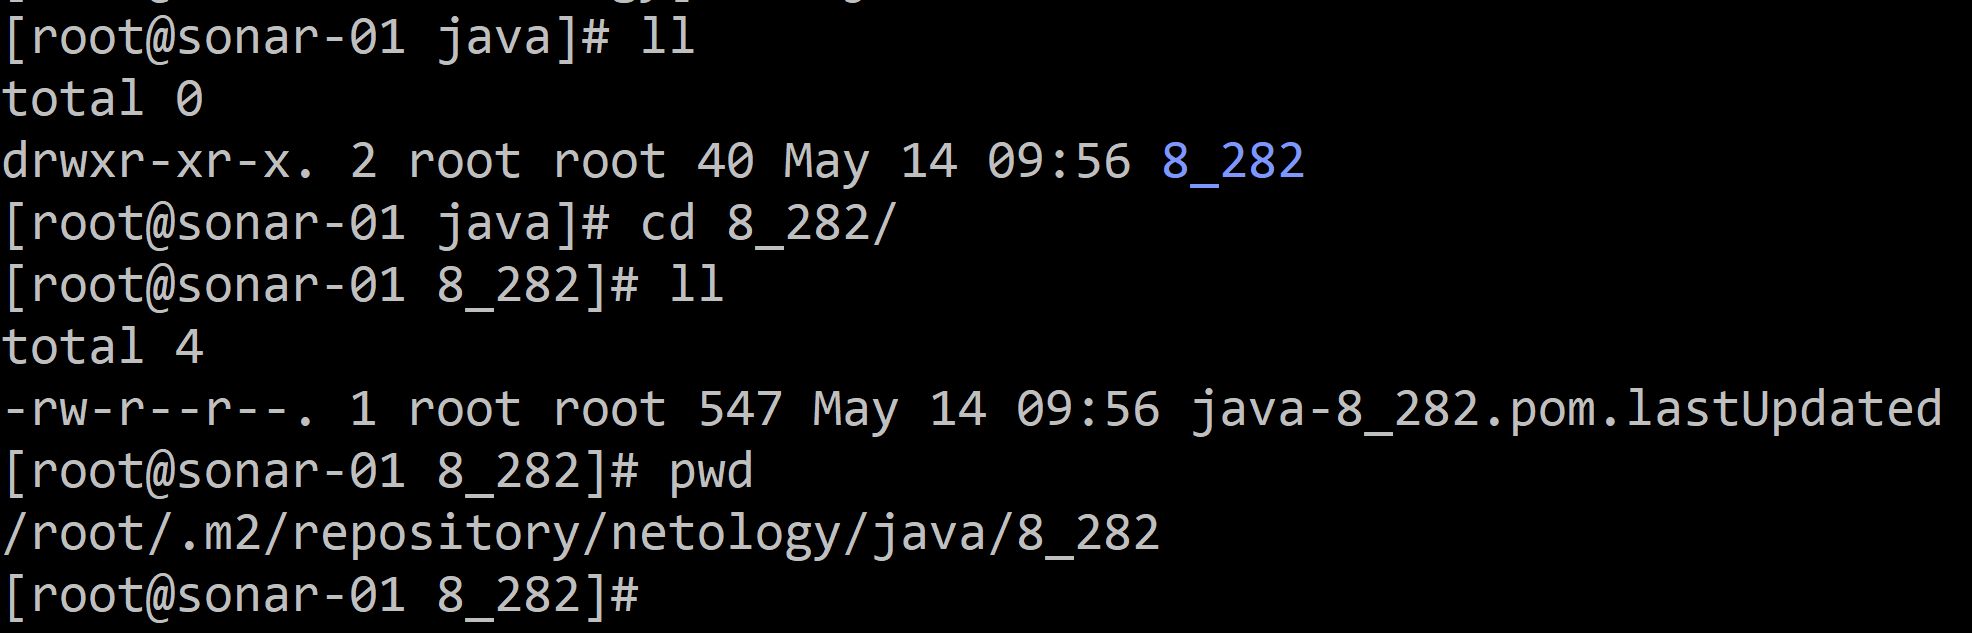 [root@sonar-01 java]# ll
total 0
drwxr-xr-x. 2 root root 40 May 14 09:56 8_282
[root@sonar-01 java]# cd 8_282/
[root@sonar-01 8_282]# ll
total 4
-rw-r--r--. 1 root root 547 May 14 09:56 java-8_282.pom.lastUpdated
[root@sonar-01 8_282]# pwd
/root/.m2/repository/netology/java/8_282
[root@sonar-01 8_282]#